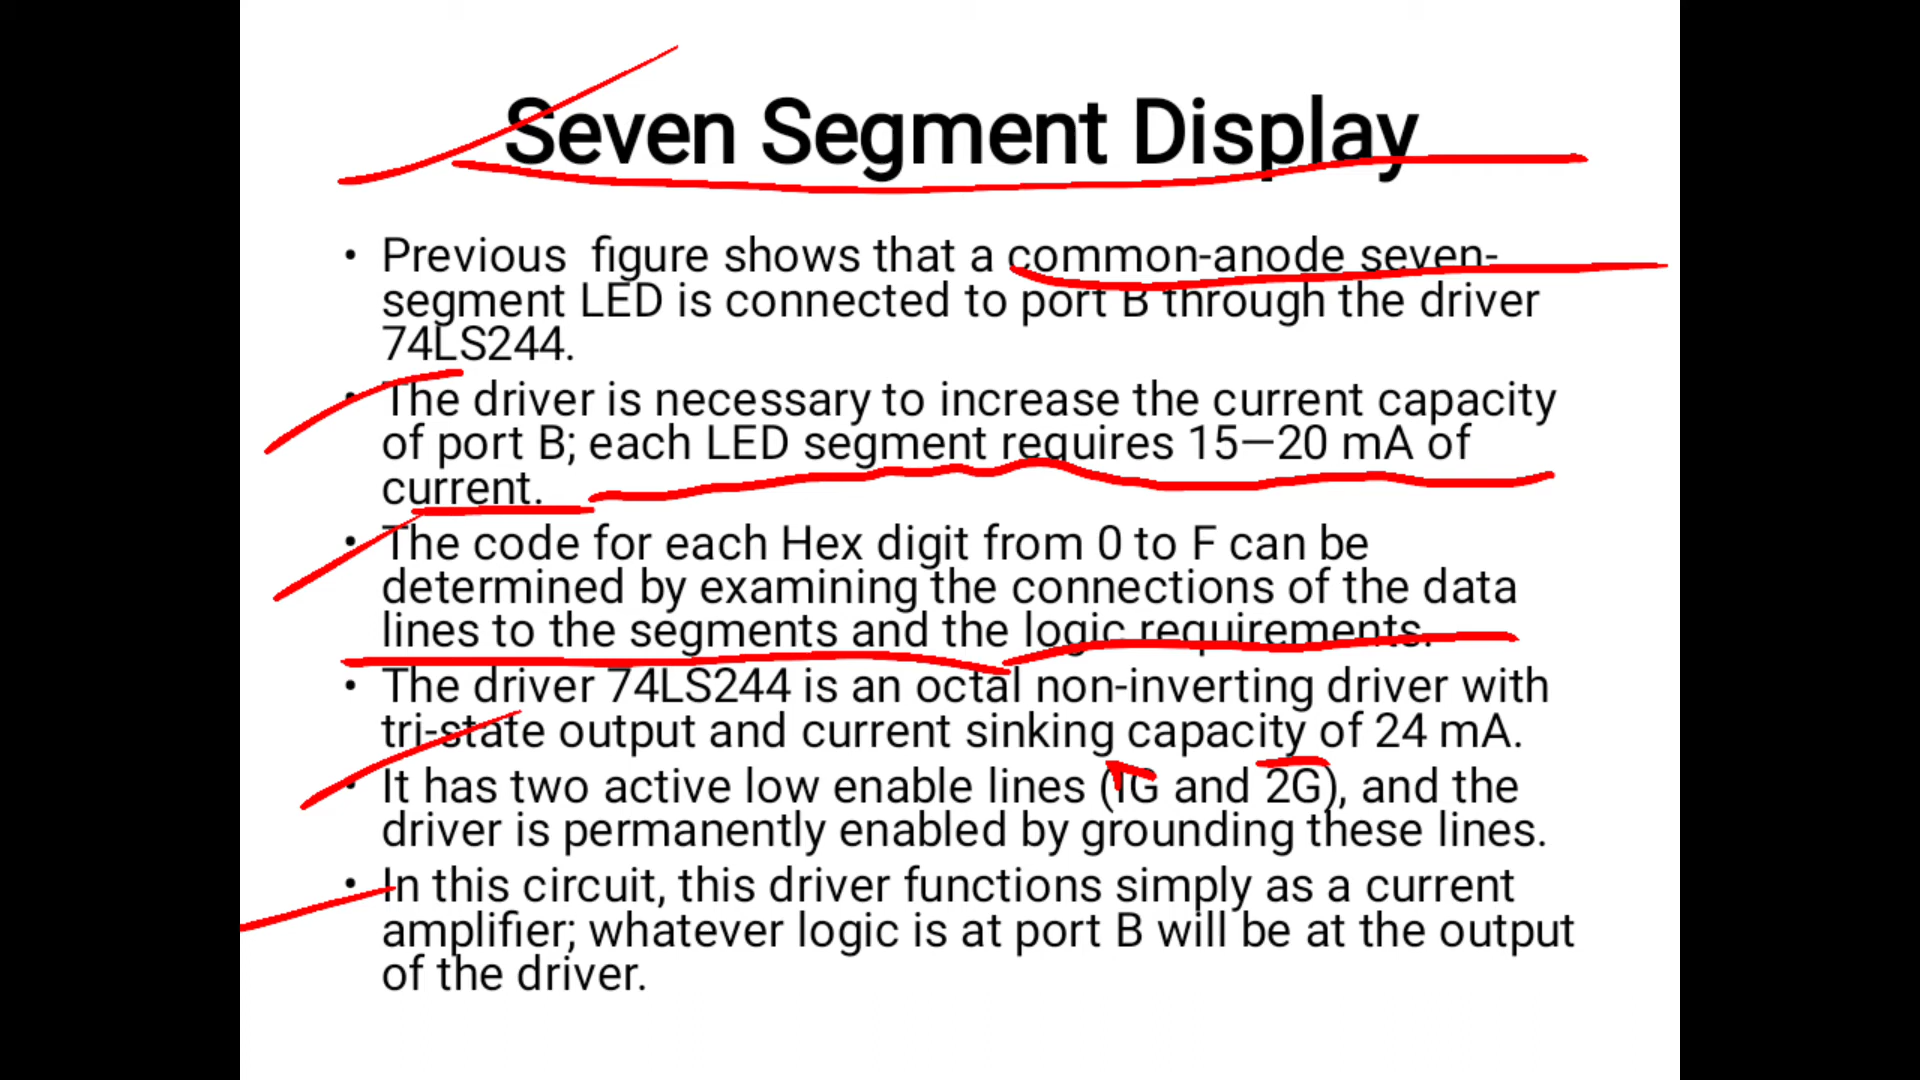 Seven Segment Display
• Previous figure shows that a common-anode seven-
segment LED is connected to port B through the driver
74LS244.
• The driver is necessary to increase the current capacity
of port B; each LED segment requires 15—20 mA of
current.
• The code for each Hex digit from 0 to F can be
determined by examining the connections of the data
lines to the segments and the logic requirements.
• The driver 74LS244 is an octal non-inverting driver with
tri-state output and current sinking capacity of 24 mA.
• It has two active low enable lines (IG and 2G), and the
driver is permanently enabled by grounding these lines.
• In this circuit, this driver functions simply as a current
amplifier; whatever logic is at port B will be at the output
of the driver.